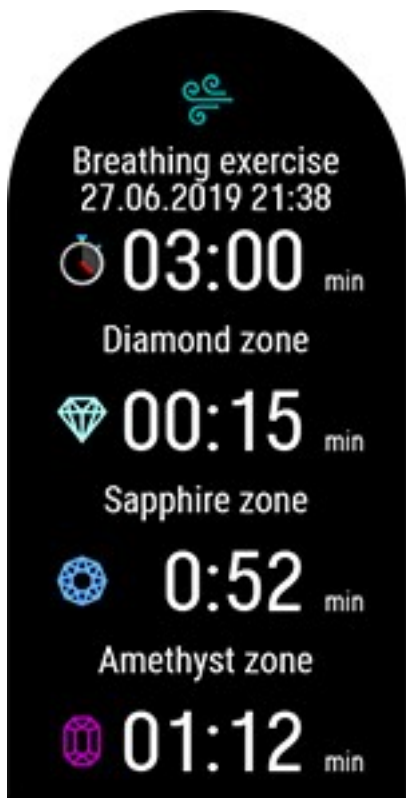 Breathing exercise
27.06.2019 21:38
03:00 min
Diamond zone
00:15 min
Sapphire zone
0:52 min
Amethyst zone
01:12 min